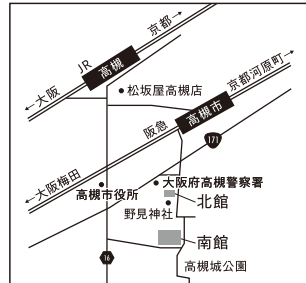 京都→
JR
高槻
←大阪
松坂屋高槻店
京都河原町→
高槻市
阪急
171
←大阪梅田
高槻市役所
大阪府高槻警察署
北館
野見神社
南館
16
高槻城公園